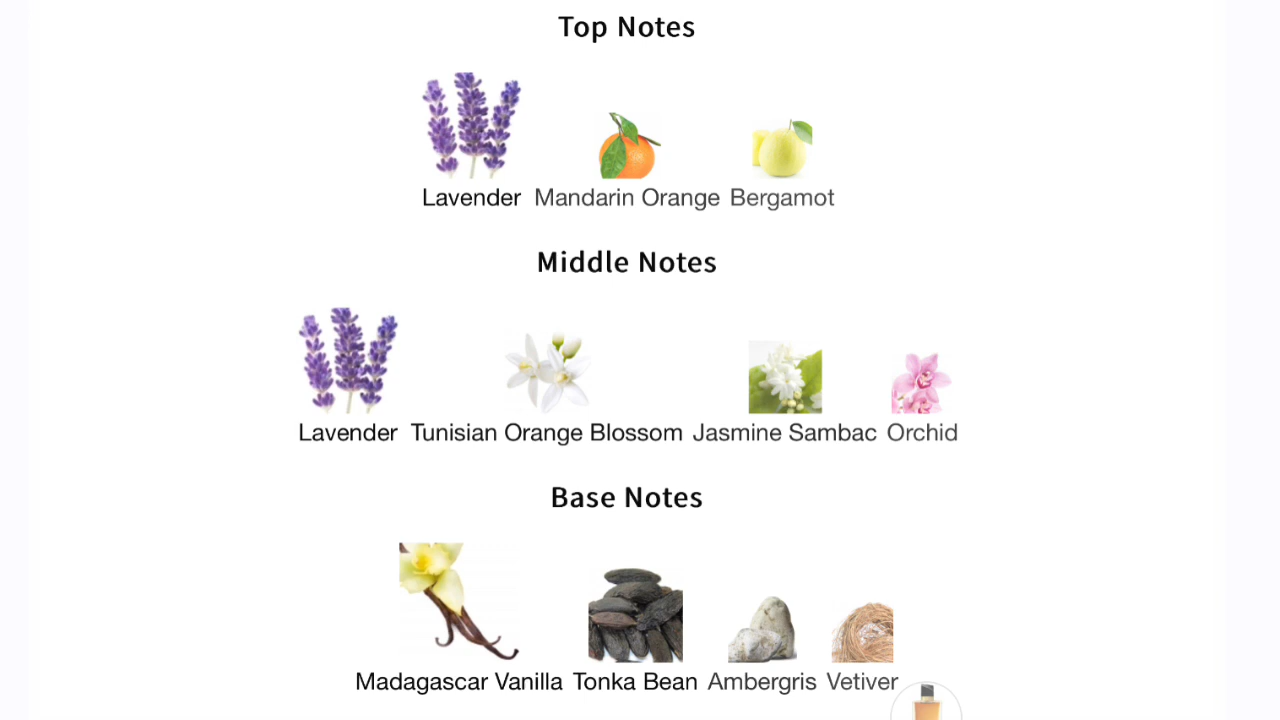 Top Notes
Lavender Mandarin Orange Bergamot
Middle Notes
Lavender Tunisian Orange Blossom Jasmine Sambac Orchid
Base Notes
Madagascar Vanilla Tonka Bean Ambergris Vetiver